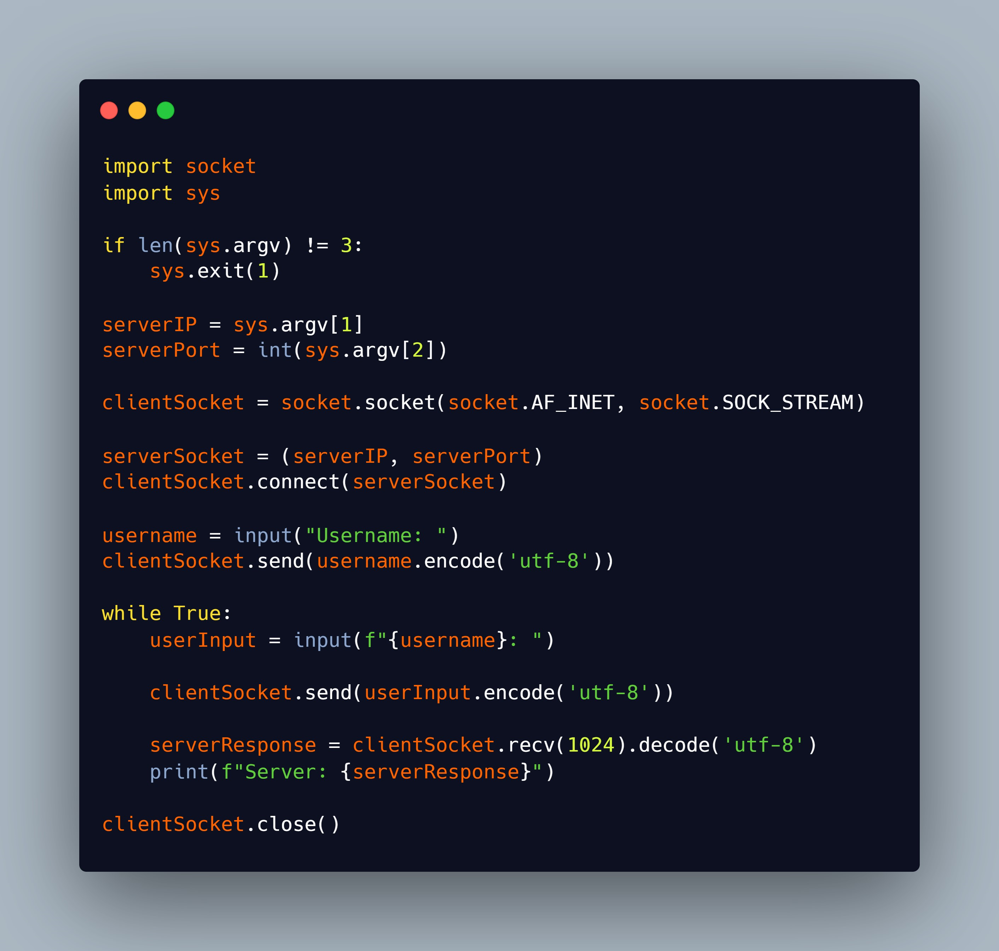 import socket
import sys
if len(sys.argv) != 3:
    sys.exit(1)
serverIP = sys.argv[1]
serverPort = int(sys.argv[2])
clientSocket = socket.socket(socket.AF_INET, socket.SOCK_STREAM)
serverSocket = (serverIP, serverPort)
clientSocket.connect(serverSocket)
username = input("Username: ")
clientSocket.send(username.encode('utf-8'))
while True:
    userInput = input(f"{username}: ")
    clientSocket.send(userInput.encode('utf-8'))
    serverResponse = clientSocket.recv(1024).decode('utf-8')
    print(f"Server: {serverResponse}")
clientSocket.close()